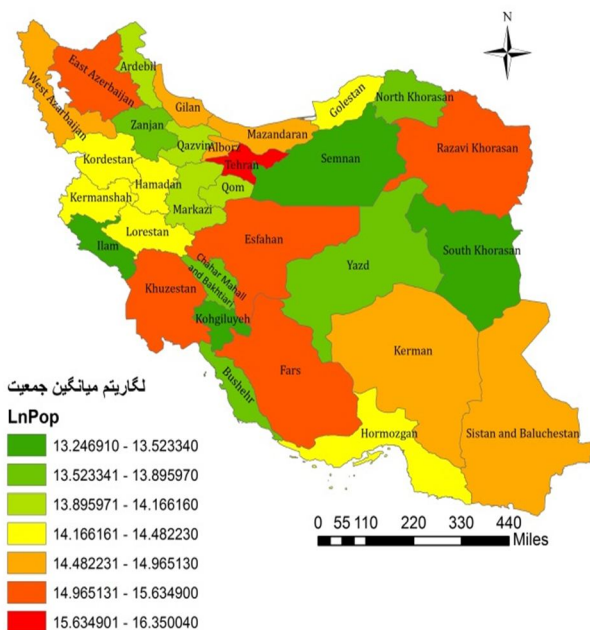 N
Ardebil
East Azerbaijan
West Azarbaijan
Gilan
Golestan
North Khorasan
Zanjan
Mazandaran
Qazvin
Alborz
Tehran
Semnan
Razavi Khorasan
Kordestan
Hamadan
Qom
Kermanshah
Markazi
Lorestan
Esfahan
Ilam
Yazd
South Khorasan
Chahar Mahall
and Bakhtiari
Khuzestan
Kohgiluyeh
Kerman
Fars
Bushehr
Hormozgan
Sistan and Baluchestan
لگاریتم میانگین جمعیت
LnPop
13.246910 - 13.523340
13.523341 - 13.895970
13.895971 - 14.166160
14.166161 - 14.482230
14.482231 - 14.965130
14.965131 - 15.634900
15.634901 - 16.350040
0 55 110 220 330 440
Miles